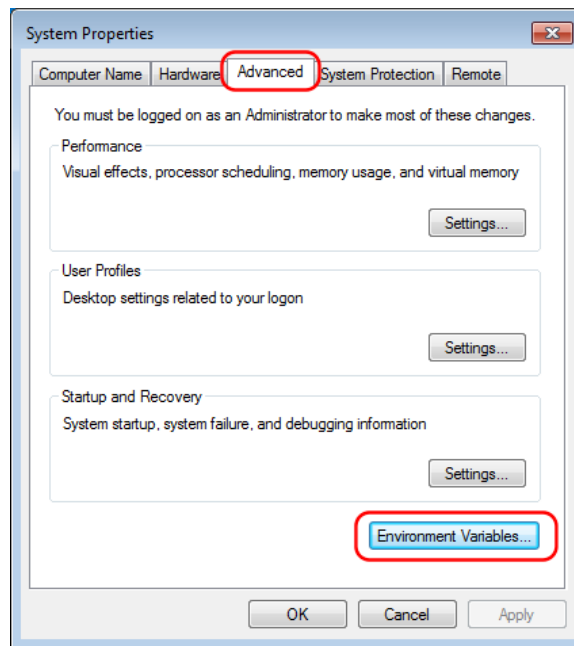 System Properties
Computer Name Hardware Advanced System Protection Remote
You must be logged on as an Administrator to make most of these changes.
Performance
Visual effects, processor scheduling, memory usage, and virtual memory
Settings...
User Profiles
Desktop settings related to your logon
Settings...
Startup and Recovery
System startup, system failure, and debugging information
Settings...
Environment Variables...
OK Cancel Apply